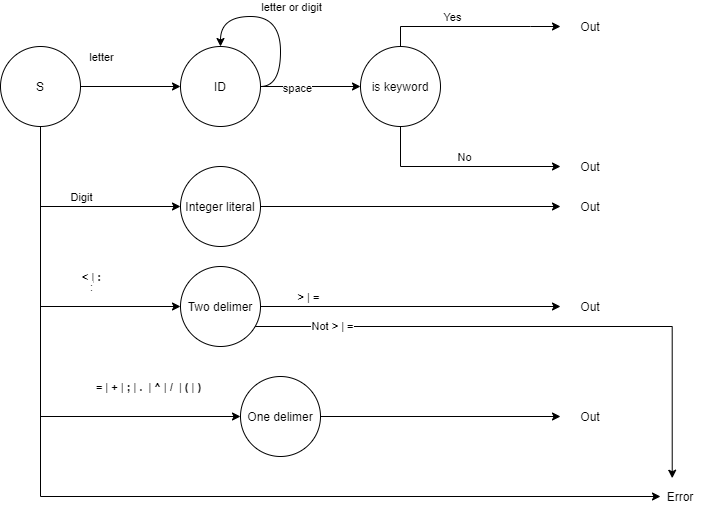 letter or digit
Yes
Out
letter
S
ID
space
is keyword
No
Out
Digit
Integer literal
Out
< | :
:
Two delimer
> | =
Out
Not > | =
= | + | ; | . | ^ | / | ( | )
One delimer
Out
Error